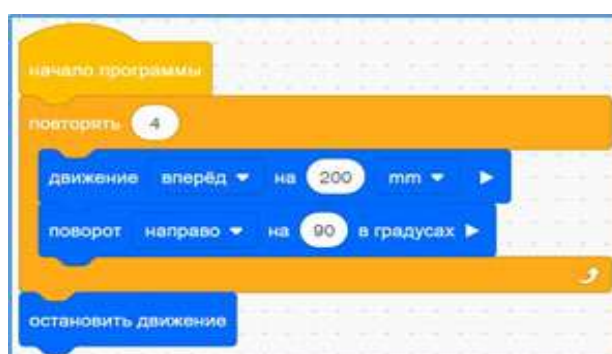 начало программы
повторять 4
движение вперёд на 200 mm
поворот направо на 90 в градусах
остановить движение